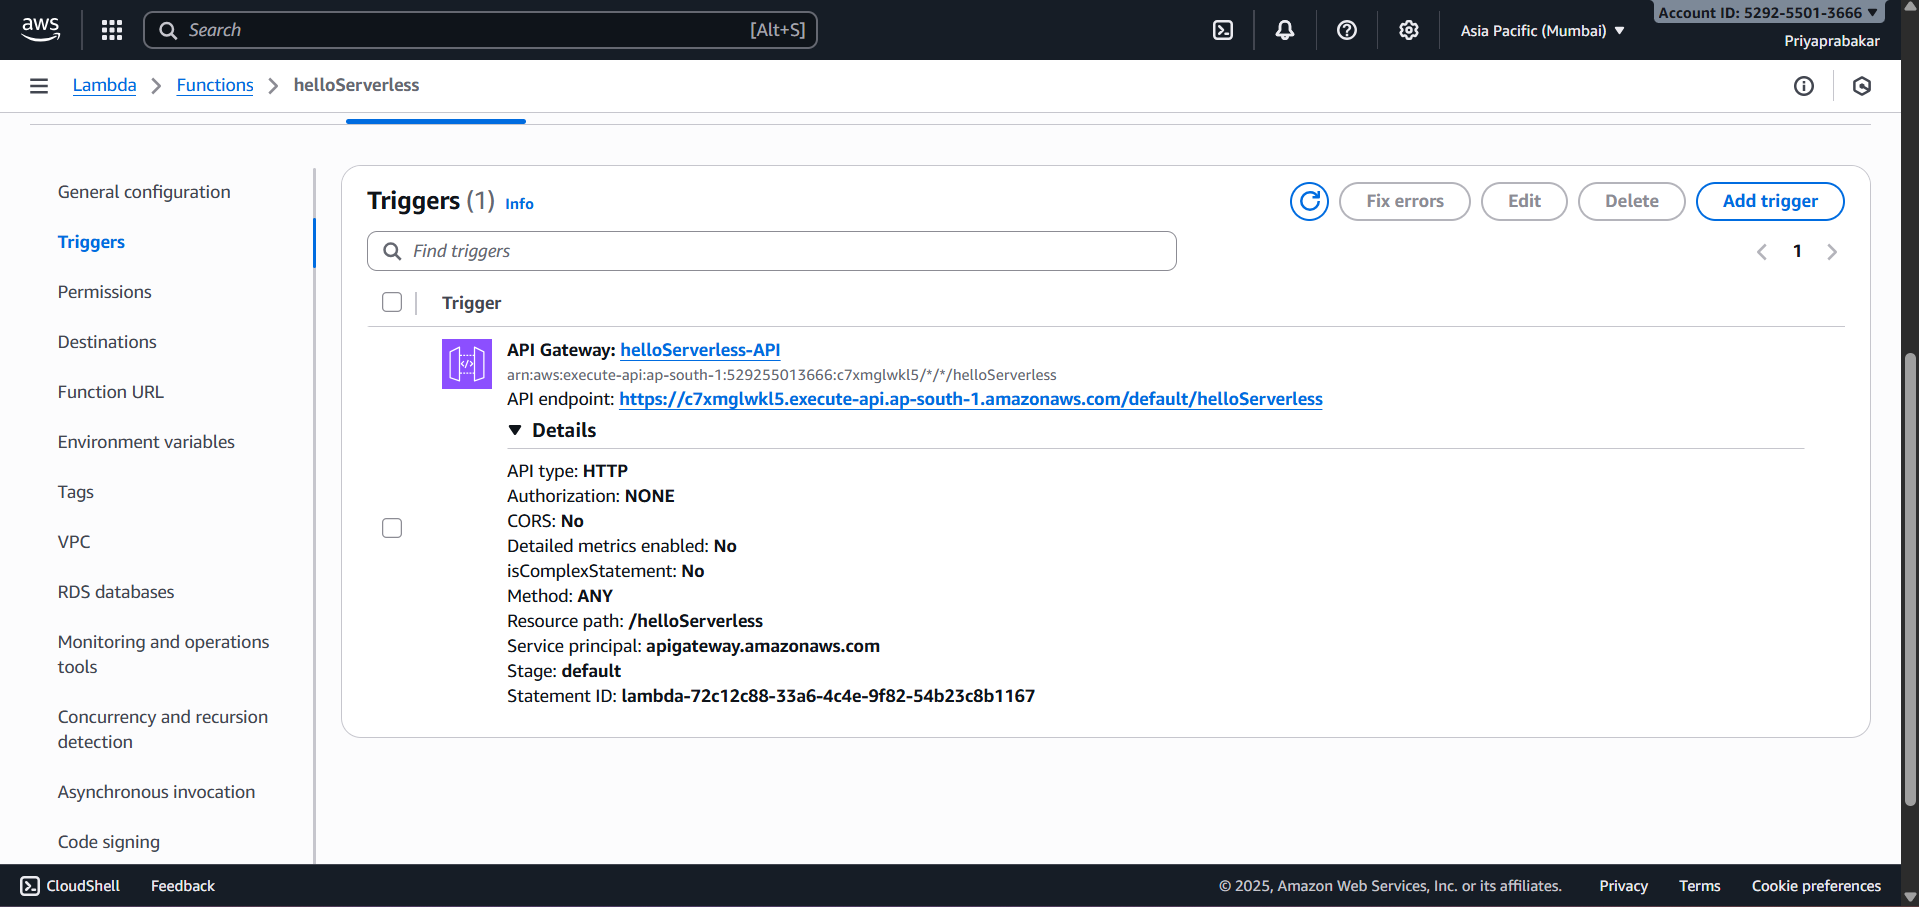 aws
Search [Alt+S]
Asia Pacific (Mumbai)
Account ID: 5292-5501-3666
Priyaprabakar
Lambda
Functions
helloServerless
General configuration
Triggers
Permissions
Destinations
Function URL
Environment variables
Tags
VPC
RDS databases
Monitoring and operations
tools
Concurrency and recursion
detection
Asynchronous invocation
Code signing
Triggers (1) Info
Fix errors
Edit
Delete
Add trigger
Find triggers
1
Trigger
API Gateway: helloServerless-API
arn:aws:execute-api:ap-south-1:529255013666:c7xmglwkl5/*/*/helloServerless
API endpoint: https://c7xmglwkl5.execute-api.ap-south-1.amazonaws.com/default/helloServerless
Details
API type: HTTP
Authorization: NONE
CORS: No
Detailed metrics enabled: No
isComplexStatement: No
Method: ANY
Resource path: /helloServerless
Service principal: apigateway.amazonaws.com
Stage: default
Statement ID: lambda-72c12c88-33a6-4c4e-9f82-54b23c8b1167
CloudShell
Feedback
© 2025, Amazon Web Services, Inc. or its affiliates.
Privacy
Terms
Cookie preferences